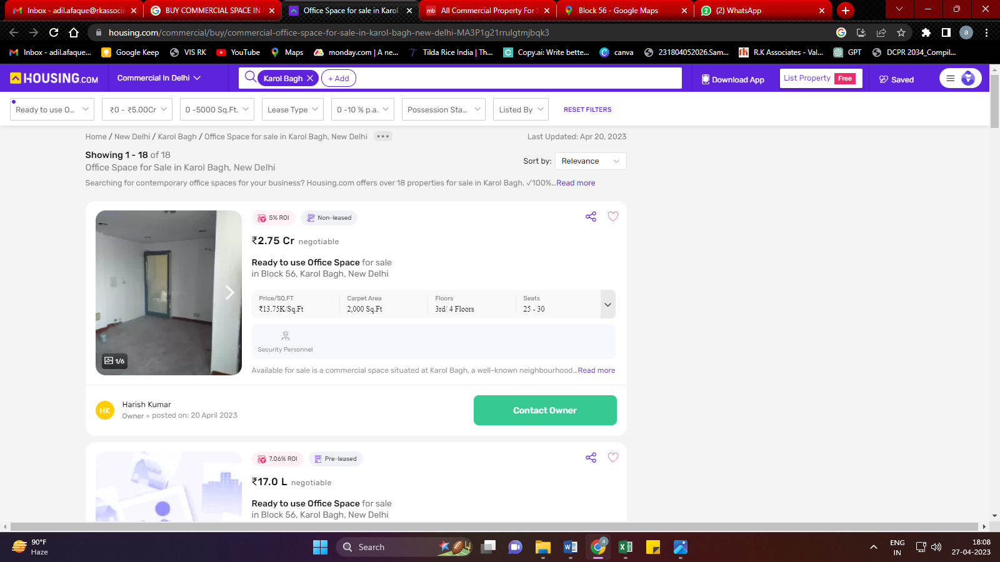 Inbox - adil.afaque@rkassocia
BUY COMMERCIAL SPACE IN
Office Space for sale in Karol
All Commercial Property For S
Block 56 - Google Maps
(2) WhatsApp
housing.com/commercial/buy/commercial-office-space-for-sale-in-karol-bagh-new-delhi-MA3P1g21rrulgtmjbqk3
a
Inbox - adil.afaque...
Google Keep
VIS RK
YouTube
Maps
monday.com | A ne...
Tilda Rice India | Th...
Copy.ai: Write bette...
canva
231804052026.Sam...
R.K Associates - Val...
GPT
DCPR 2034_Compil...
HOUSING.COM
Commercial In Delhi
Karol Bagh
+ Add
Download App
List Property Free
Saved
Ready to use O...
₹0 - ₹5.00Cr
0 -5000 Sq.Ft.
Lease Type
0 -10 % p.a.
Possession Sta...
Listed By
RESET FILTERS
Home / New Delhi / Karol Bagh / Office Space for sale in Karol Bagh, New Delhi •••
Last Updated: Apr 20, 2023
Showing 1 - 18 of 18
Office Space for Sale in Karol Bagh, New Delhi
Sort by: Relevance
Searching for contemporary office spaces for your business? Housing.com offers over 18 properties for sale in Karol Bagh. ✓100%...Read more
5% ROI
Non-leased
₹2.75 Cr negotiable
Ready to use Office Space for sale
in Block 56, Karol Bagh, New Delhi
Price/SQ.FT
₹13.75K/Sq.Ft
Carpet Area
2,000 Sq.Ft
Floors
3rd/ 4 Floors
Seats
25 - 30
Security Personnel
1/6
Available for sale is a commercial space situated at Karol Bagh, a well-known neighbourhood...Read more
HK
Harish Kumar
Owner • posted on: 20 April 2023
Contact Owner
7.06% ROI
Pre-leased
₹17.0 L negotiable
Ready to use Office Space for sale
in Block 56, Karol Bagh, New Delhi
90°F
Haze
Search
ENG
IN
18:08
27-04-2023